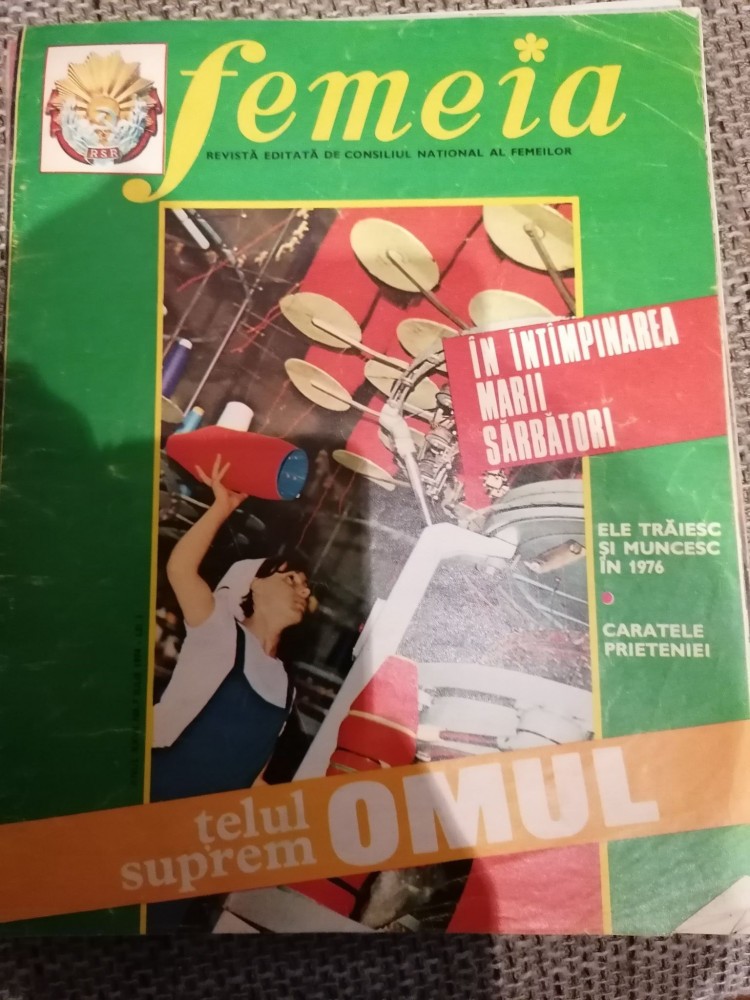 femeia
REVISTĂ EDITATĂ DE CONSILIUL NAȚIONAL AL FEMEILOR
RSR
ÎN ÎNTÎMPINAREA
MARII
SĂRBĂTORI
ELE TRĂIESC
ȘI MUNCESC
ÎN 1976
CARATELE
PRIETENIEI
țelul
suprem
OMUL